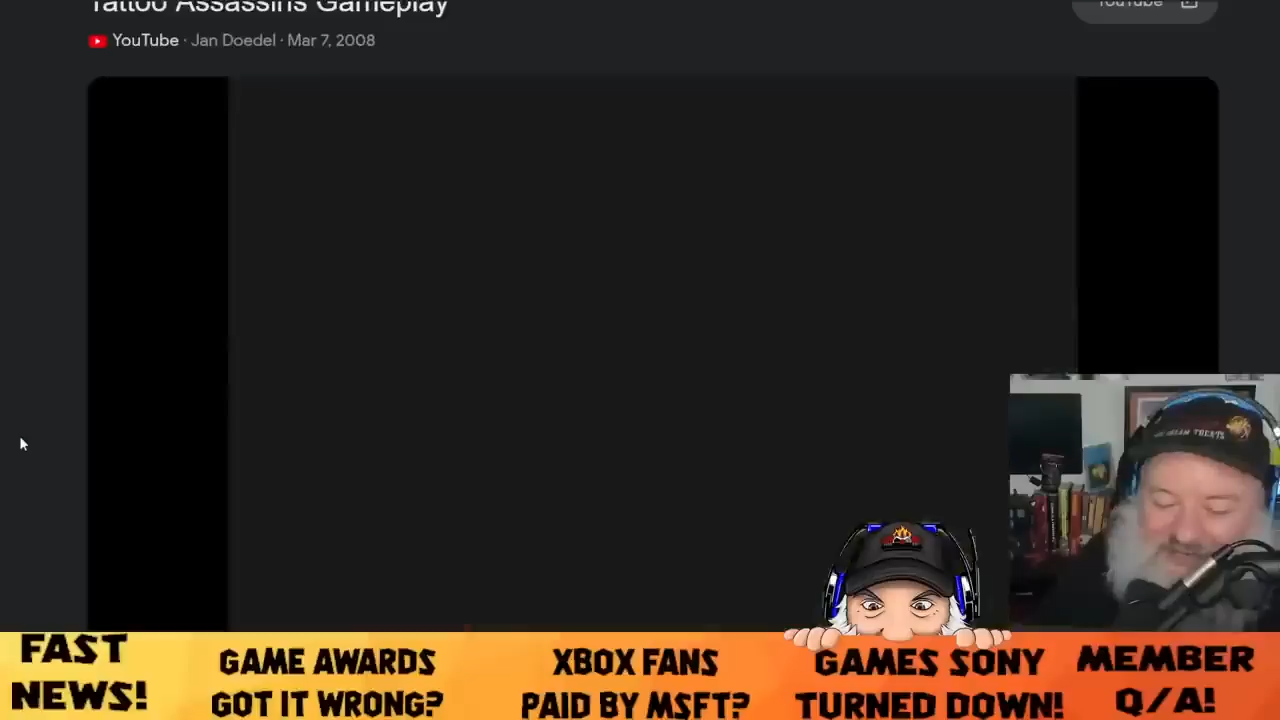 Tattoo Assassins Gameplay
YouTube
YouTube · Jan Doedel · Mar 7, 2008
FAST
NEWS!
GAME AWARDS
GOT IT WRONG?
XBOX FANS
PAID BY MSFT?
GAMES SONY
TURNED DOWN!
MEMBER
Q/A!